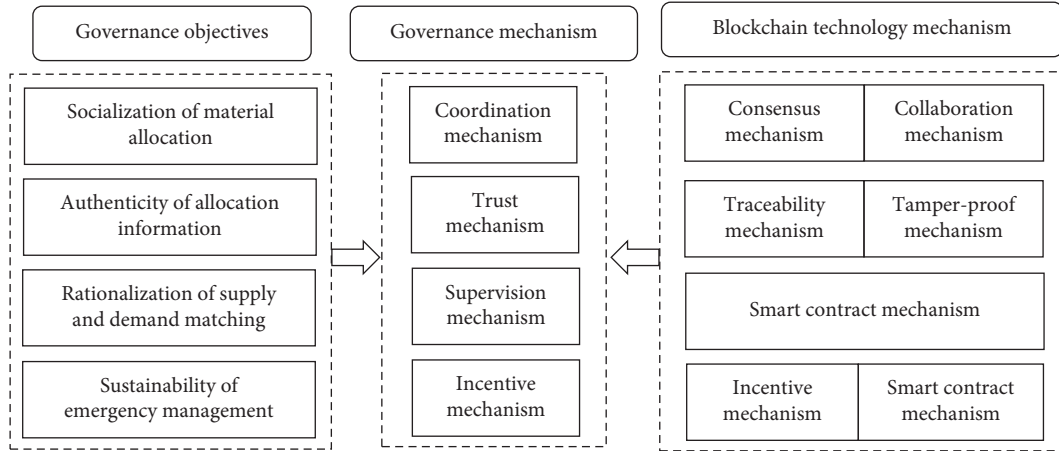 Governance objectives
Governance mechanism
Blockchain technology mechanism
Socialization of material
allocation
Authenticity of allocation
information
Rationalization of supply
and demand matching
Sustainability of
emergency management
Coordination
mechanism
Trust
mechanism
Supervision
mechanism
Incentive
mechanism
Consensus
mechanism
Collaboration
mechanism
Traceability
mechanism
Tamper-proof
mechanism
Smart contract mechanism
Incentive
mechanism
Smart contract
mechanism